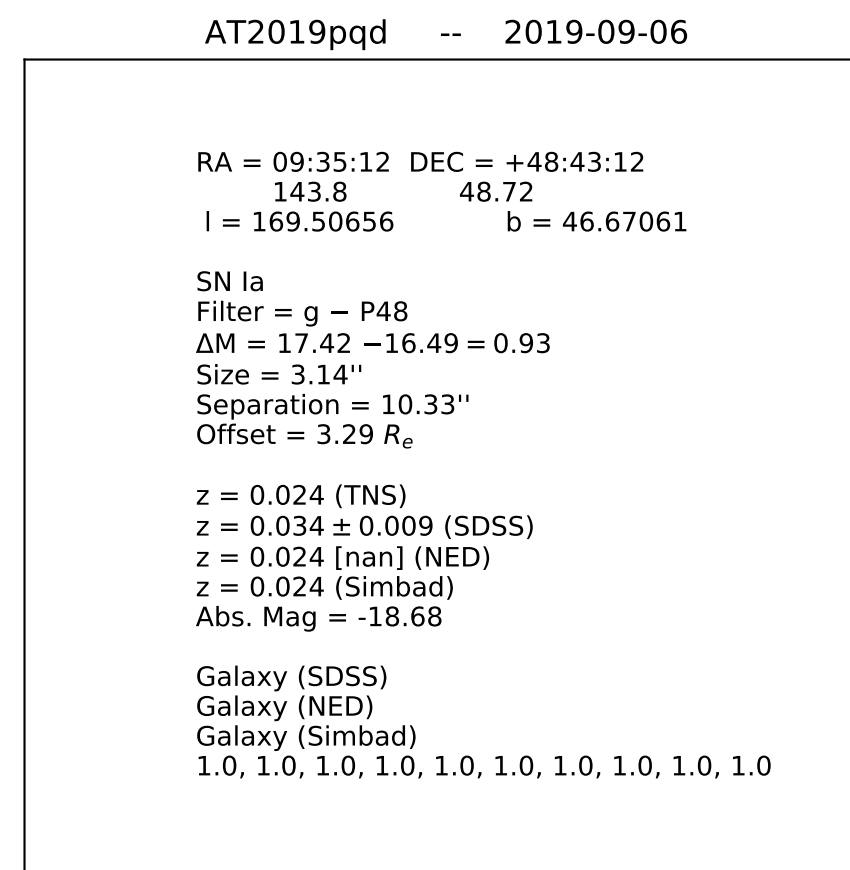 AT2019pqd -- 2019-09-06
RA = 09:35:12 DEC = +48:43:12
143.8 48.72
l = 169.50656 b = 46.67061
SN Ia
Filter = g − P48
ΔM = 17.42 −16.49 = 0.93
Size = 3.14''
Separation = 10.33''
Offset = 3.29 Rₑ
z = 0.024 (TNS)
z = 0.034 ± 0.009 (SDSS)
z = 0.024 [nan] (NED)
z = 0.024 (Simbad)
Abs. Mag = -18.68
Galaxy (SDSS)
Galaxy (NED)
Galaxy (Simbad)
1.0, 1.0, 1.0, 1.0, 1.0, 1.0, 1.0, 1.0, 1.0, 1.0